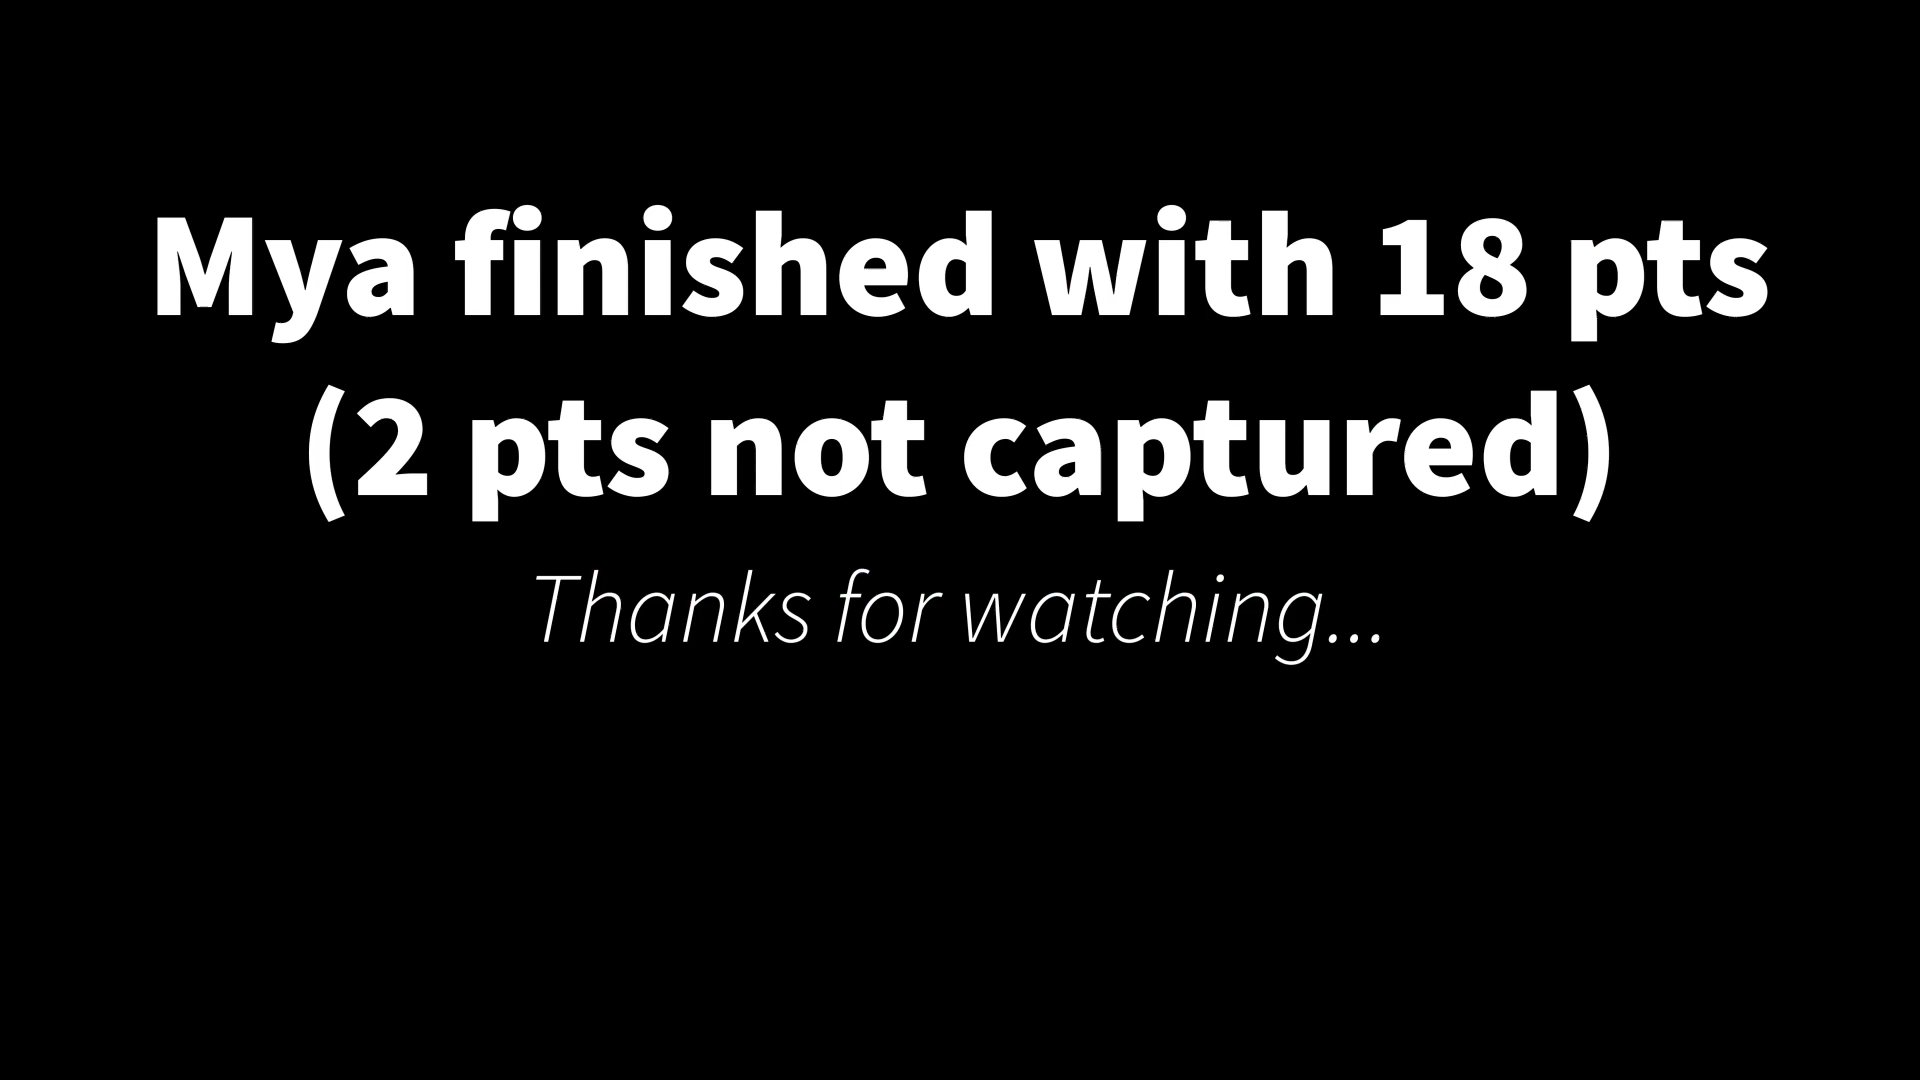 Mya finished with 18 pts
(2 pts not captured)
Thanks for watching...